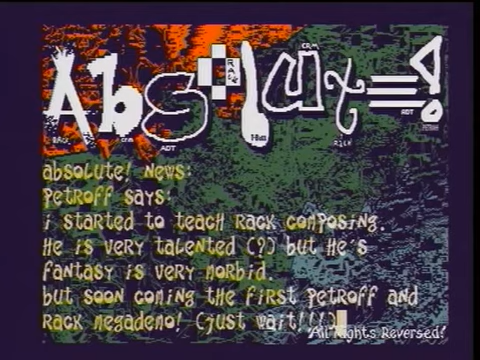 Absolute!
absolute! News:
Petroff says:
i started to teach Rack composing.
He is very talented (?) but he's
fantasy is very morbid.
but soon coming the first Petroff and
Rack megademo! (just wait!!!)
All Rights Reversed!